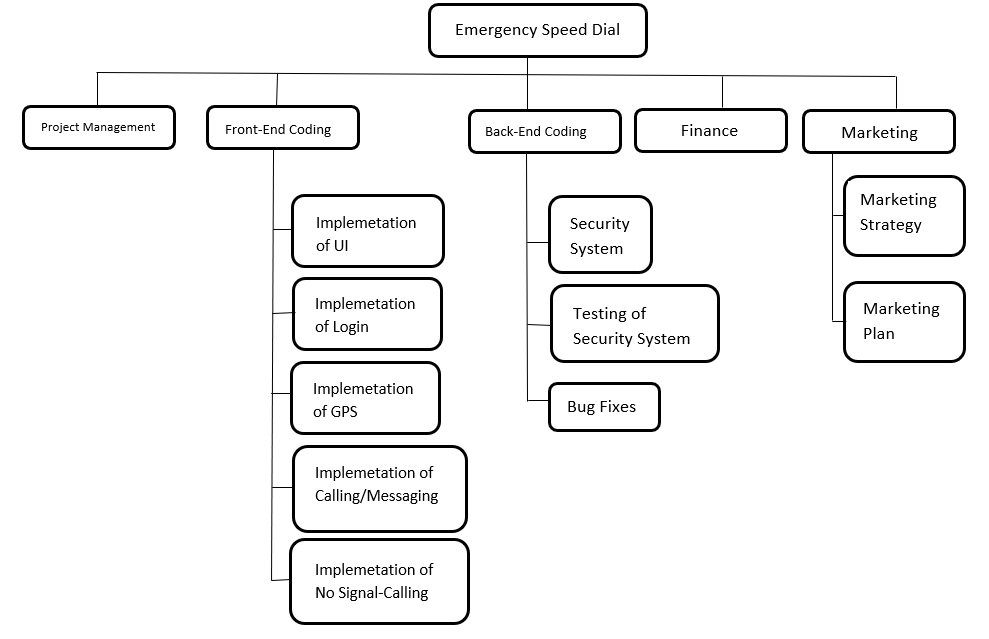 Emergency Speed Dial
Project Management
Front-End Coding
Back-End Coding
Finance
Marketing
Implemetation
of UI
Implemetation
of Login
Implemetation
of GPS
Implemetation of
Calling/Messaging
Implemetation of
No Signal-Calling
Security
System
Testing of
Security System
Bug Fixes
Marketing
Strategy
Marketing
Plan